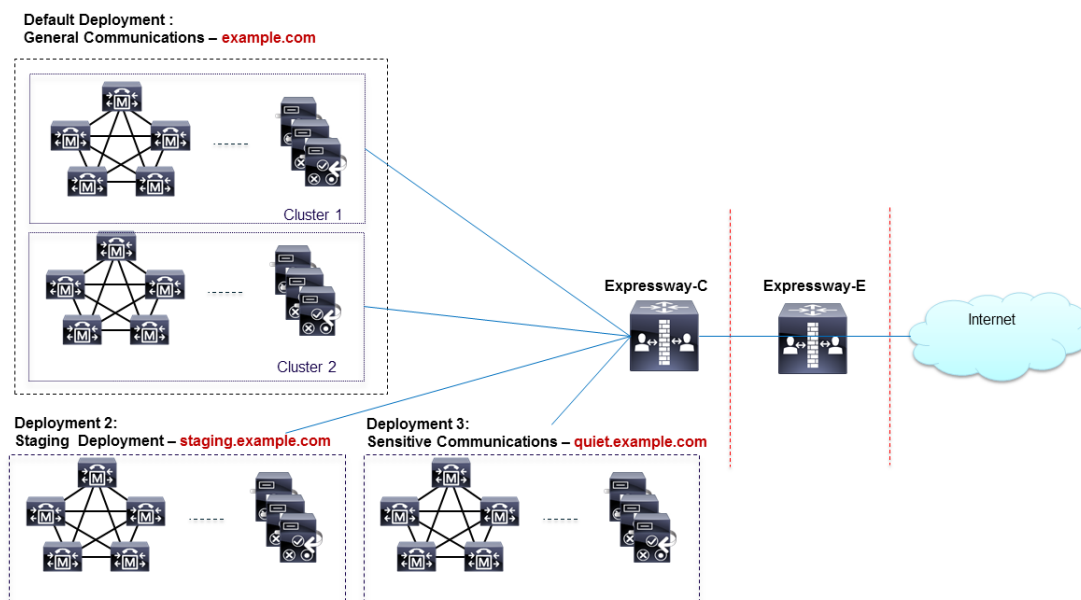 Default Deployment :
General Communications – example.com
M
M
M
M
M
Cluster 1
M
M
M
M
M
Cluster 2
Expressway-C
Expressway-E
Internet
Deployment 2:
Staging Deployment – staging.example.com
M
M
M
M
M
Deployment 3:
Sensitive Communications – quiet.example.com
M
M
M
M
M